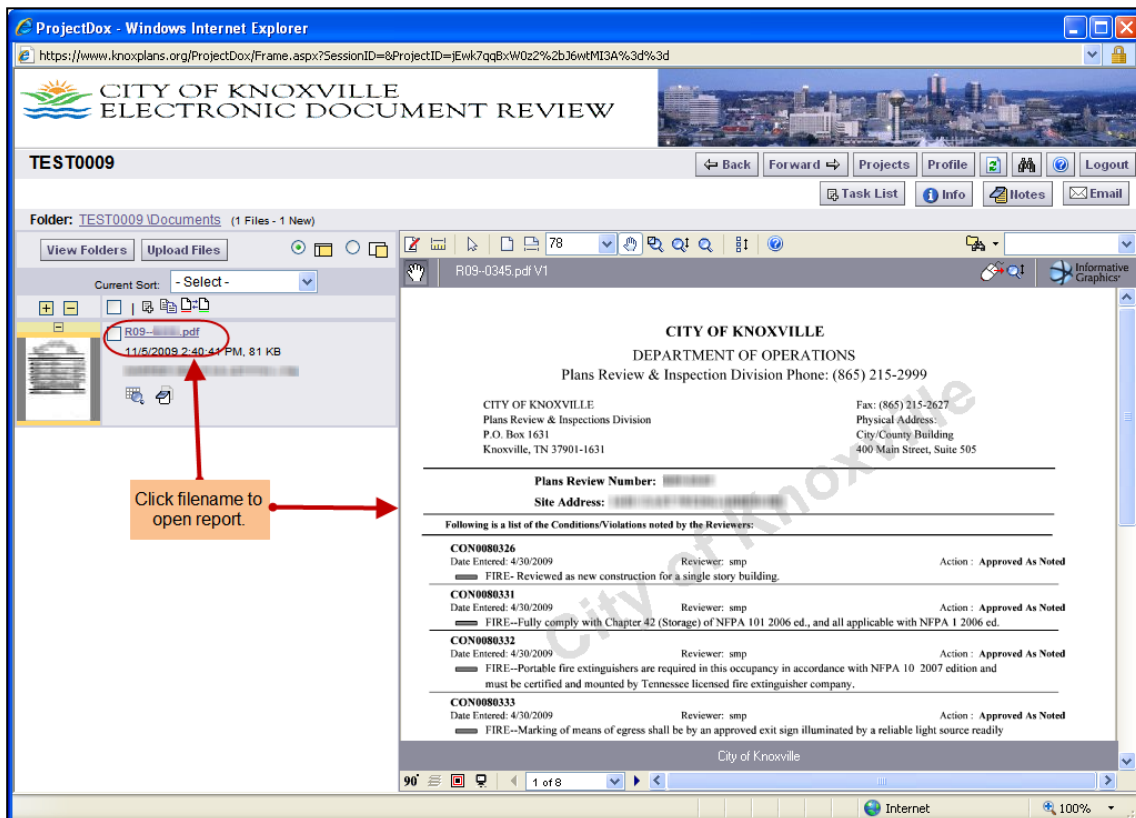 ProjectDox - Windows Internet Explorer
https://www.knoxplans.org/ProjectDox/Frame.aspx?SessionID=&ProjectID=jEwk7qqBxW0z2%2bJ6wtMI3A%3d%3d
CITY OF KNOXVILLE
ELECTRONIC DOCUMENT REVIEW
TEST0009
Back Forward Projects Profile Logout
Task List Info Notes Email
Folder: TEST0009 \Documents (1 Files - 1 New)
View Folders Upload Files
78
Current Sort: - Select -
R09-0345.pdf V1
Informative
Graphics
R09-- .pdf
11/5/2009 2:40:41 PM, 81 KB
Click filename to
open report.
CITY OF KNOXVILLE
DEPARTMENT OF OPERATIONS
Plans Review & Inspection Division Phone: (865) 215-2999
CITY OF KNOXVILLE
Plans Review & Inspections Division
P.O. Box 1631
Knoxville, TN 37901-1631
Fax: (865) 215-2627
Physical Address:
City/County Building
400 Main Street, Suite 505
Plans Review Number:
Site Address:
Following is a list of the Conditions/Violations noted by the Reviewers:
CON0080326
Date Entered: 4/30/2009 Reviewer: smp Action : Approved As Noted
FIRE- Reviewed as new construction for a single story building.
CON0080331
Date Entered: 4/30/2009 Reviewer: smp Action : Approved As Noted
FIRE--Fully comply with Chapter 42 (Storage) of NFPA 101 2006 ed., and all applicable with NFPA 1 2006 ed.
CON0080332
Date Entered: 4/30/2009 Reviewer: smp Action : Approved As Noted
FIRE--Portable fire extinguishers are required in this occupancy in accordance with NFPA 10 2007 edition and
must be certified and mounted by Tennessee licensed fire extinguisher company.
CON0080333
Date Entered: 4/30/2009 Reviewer: smp Action : Approved As Noted
FIRE--Marking of means of egress shall be by an approved exit sign illuminated by a reliable light source readily
City of Knoxville
City of Knoxville
90° 1 of 8
Internet 100%